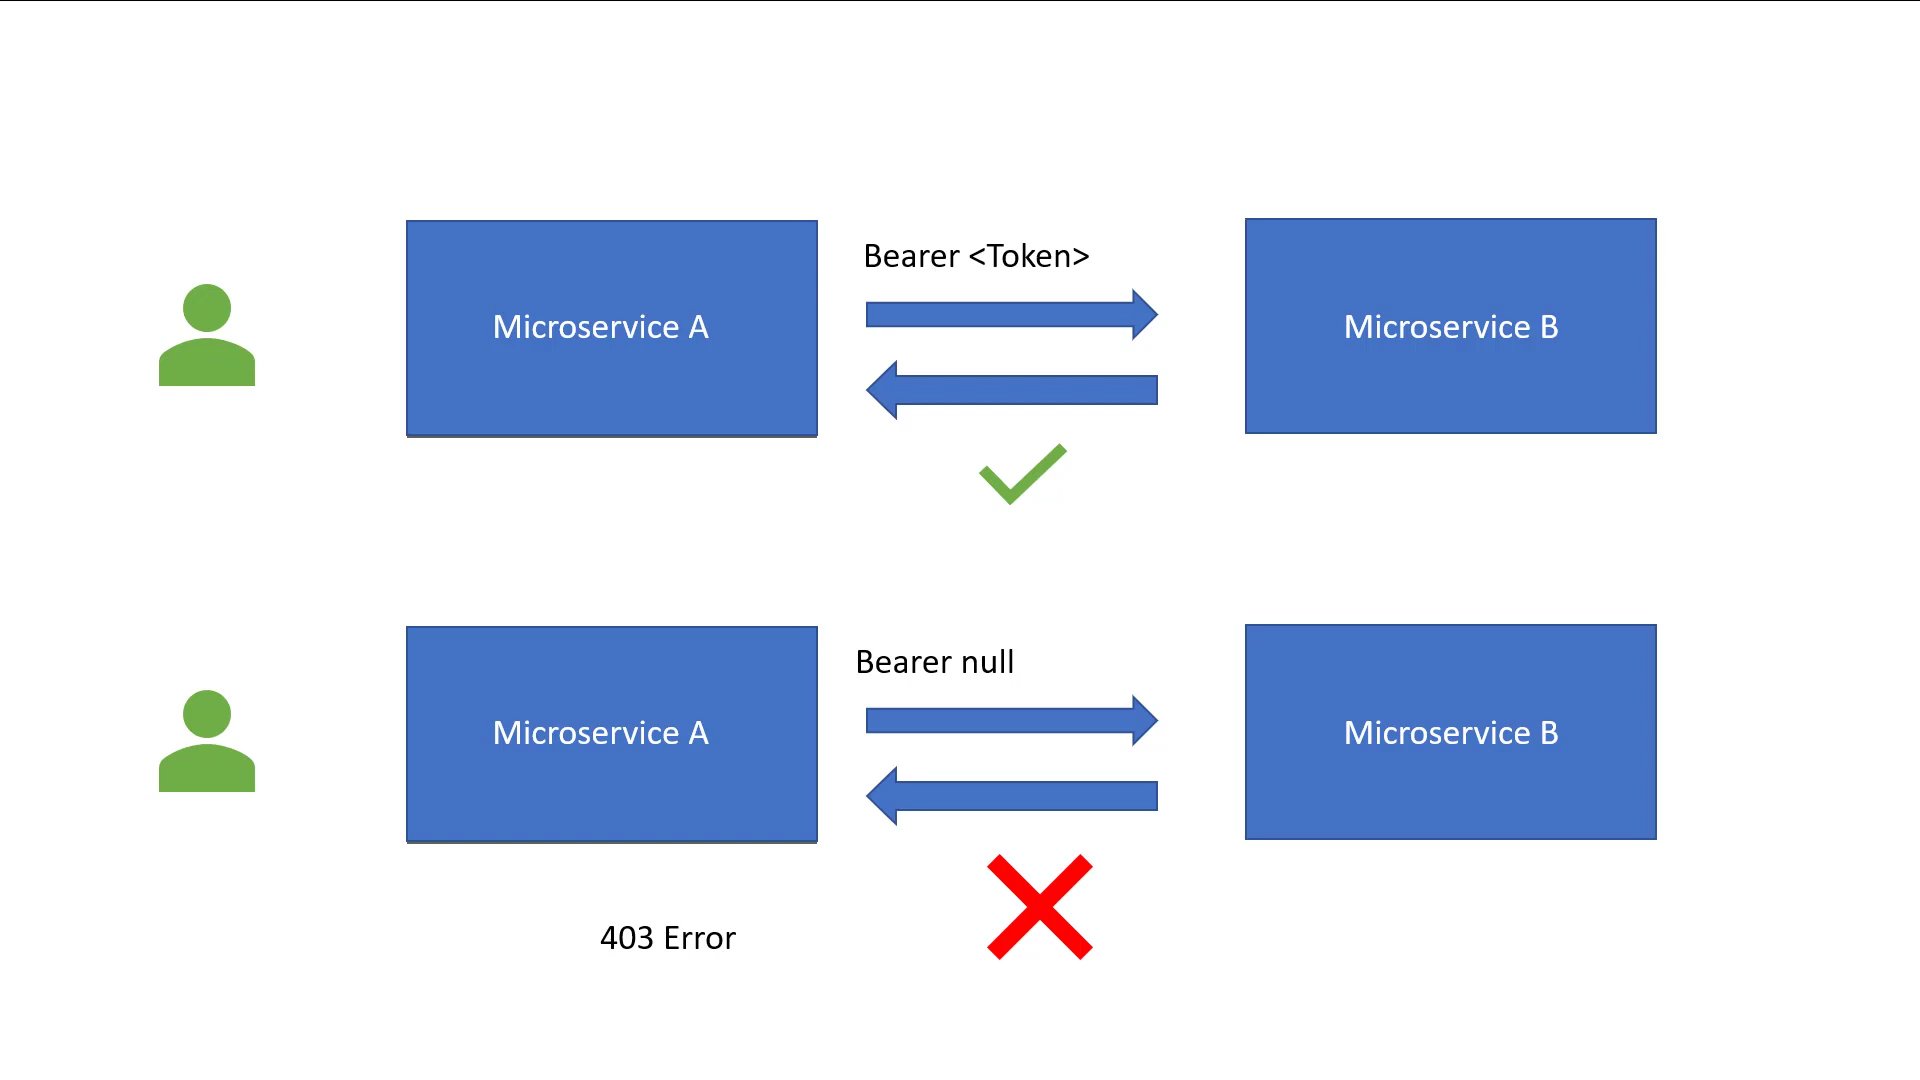 Bearer <Token>
Microservice A
Microservice B
Bearer null
Microservice A
Microservice B
403 Error